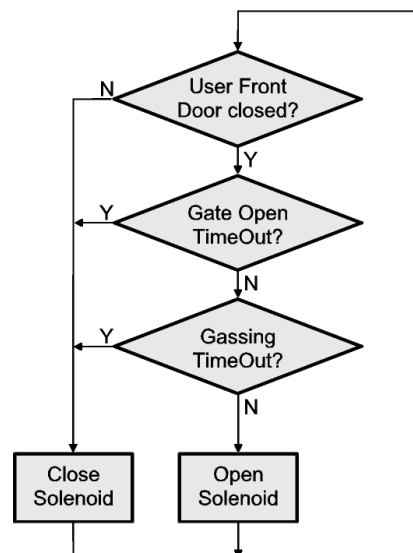 User Front
Door closed?
N
Y
Gate Open
TimeOut?
Y
N
Gassing
TimeOut?
Y
N
Close
Solenoid
Open
Solenoid